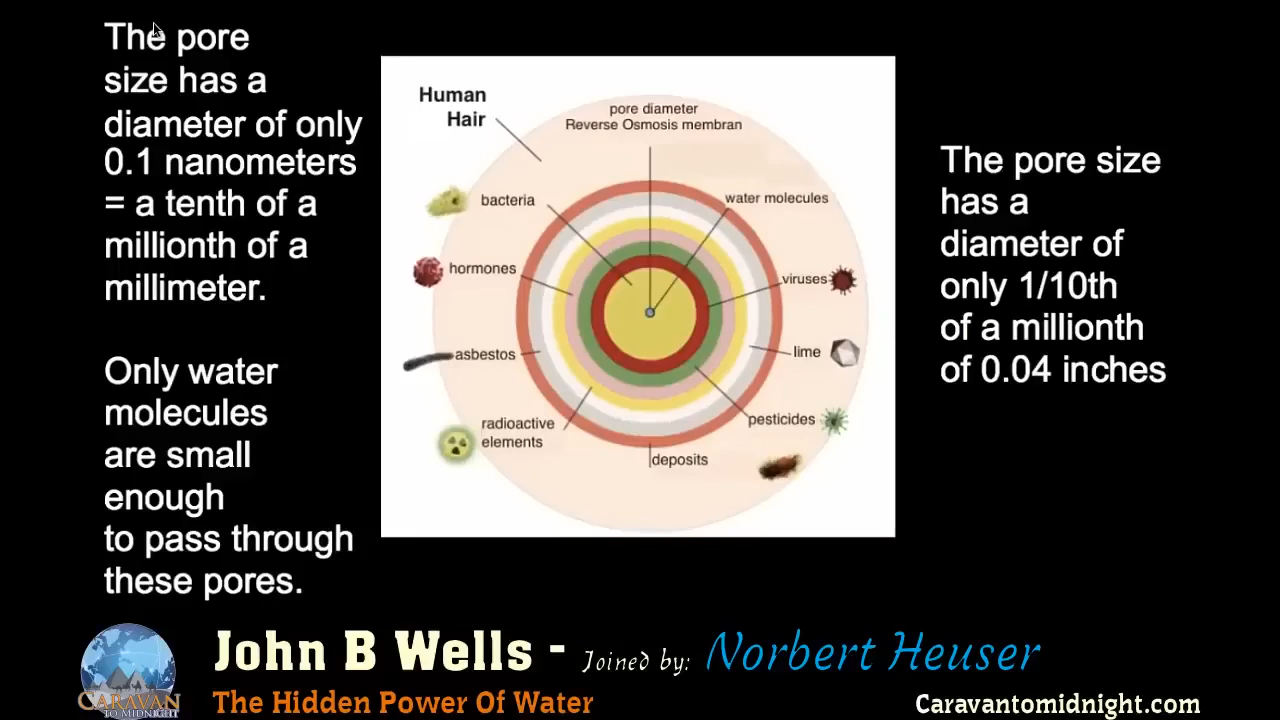 The pore
size has a
diameter of only
0.1 nanometers
= a tenth of a
millionth of a
millimeter.
Only water
molecules
are small
enough
to pass through
these pores.
Human
Hair
pore diameter
Reverse Osmosis membran
bacteria
water molecules
hormones
viruses
asbestos
lime
radioactive
elements
pesticides
deposits
The pore size
has a
diameter of
only 1/10th
of a millionth
of 0.04 inches
CARAVAN
TO MIDNIGHT
John B Wells - Joined by: Norbert Heuser
The Hidden Power Of Water
Caravantomidnight.com